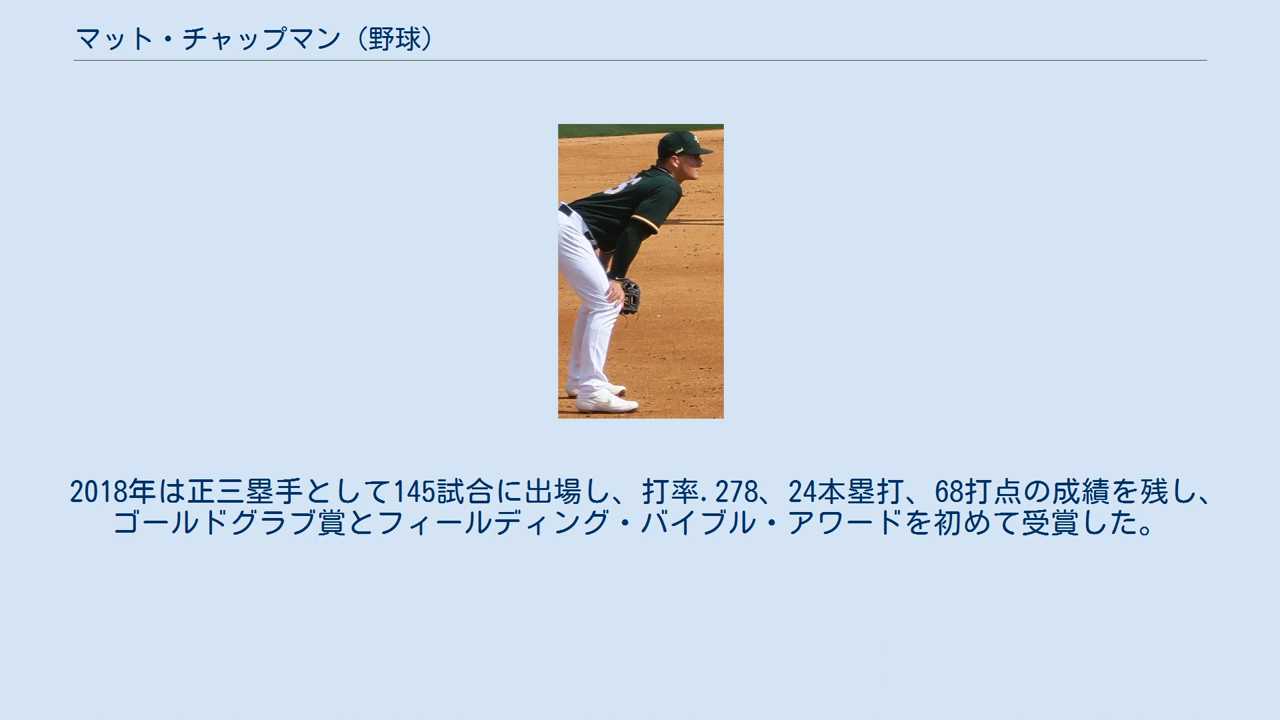 マット・チャップマン（野球）
2018年は正三塁手として145試合に出場し、打率.278、24本塁打、68打点の成績を残し、
ゴールドグラブ賞とフィールディング・バイブル・アワードを初めて受賞した。